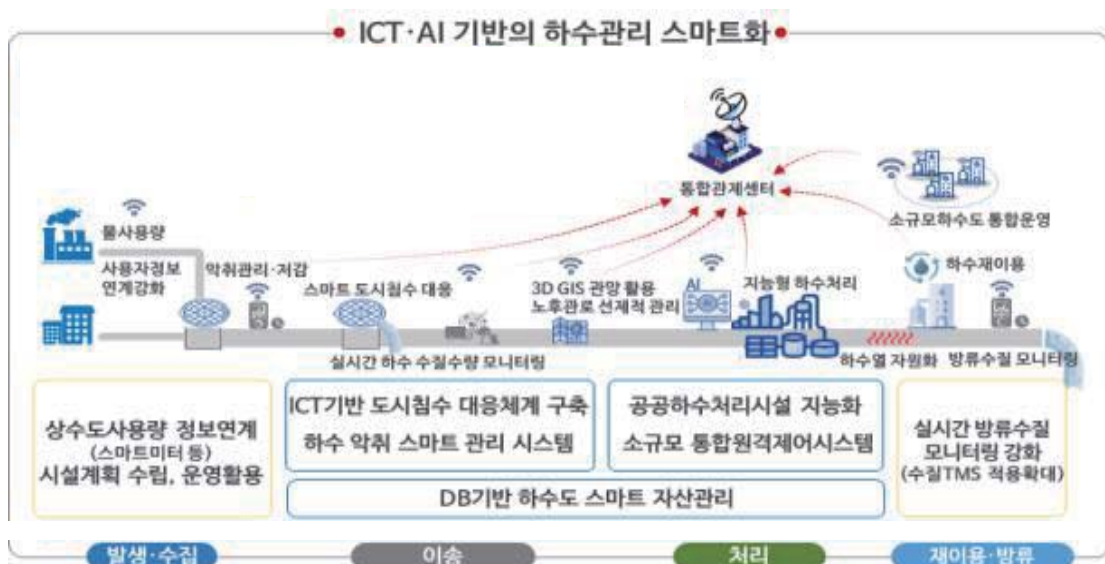 ICT·AI 기반의 하수관리 스마트화
통합관제센터
소규모하수도 통합운영
물사용량
사용자정보
연계강화
악취관리·저감
스마트 도시침수 대응
3D GIS 관망 활용
노후관로 선제적 관리
AI
지능형 하수처리
하수재이용
실시간 하수 수질수량 모니터링
하수열 자원화
방류수질 모니터링
상수도사용량 정보연계
(스마트미터 등)
시설계획 수립, 운영활용
ICT기반 도시침수 대응체계 구축
하수 악취 스마트 관리 시스템
공공하수처리시설 지능화
소규모 통합원격제어시스템
DB기반 하수도 스마트 자산관리
실시간 방류수질
모니터링 강화
(수질TMS 적용확대)
발생·수집
이송
처리
재이용·방류